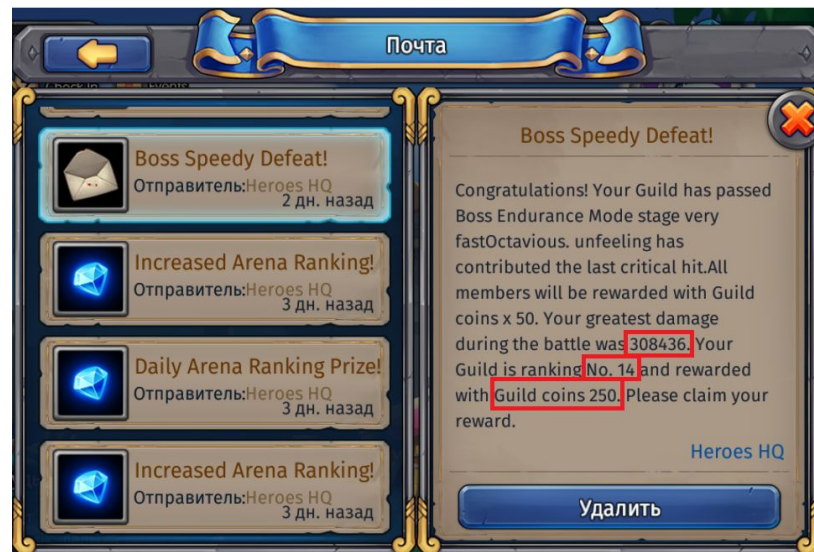 Почта
Boss Speedy Defeat!
Отправитель:Heroes HQ
2 дн. назад
Increased Arena Ranking!
Отправитель:Heroes HQ
3 дн. назад
Daily Arena Ranking Prize!
Отправитель:Heroes HQ
3 дн. назад
Increased Arena Ranking!
Отправитель:Heroes HQ
3 дн. назад
Boss Speedy Defeat!
Congratulations! Your Guild has passed
Boss Endurance Mode stage very
fastOctavious. unfeeling has
contributed the last critical hit.All
members will be rewarded with Guild
coins x 50. Your greatest damage
during the battle was 308436. Your
Guild is ranking No. 14 and rewarded
with Guild coins 250. Please claim your
reward.
Heroes HQ
Удалить